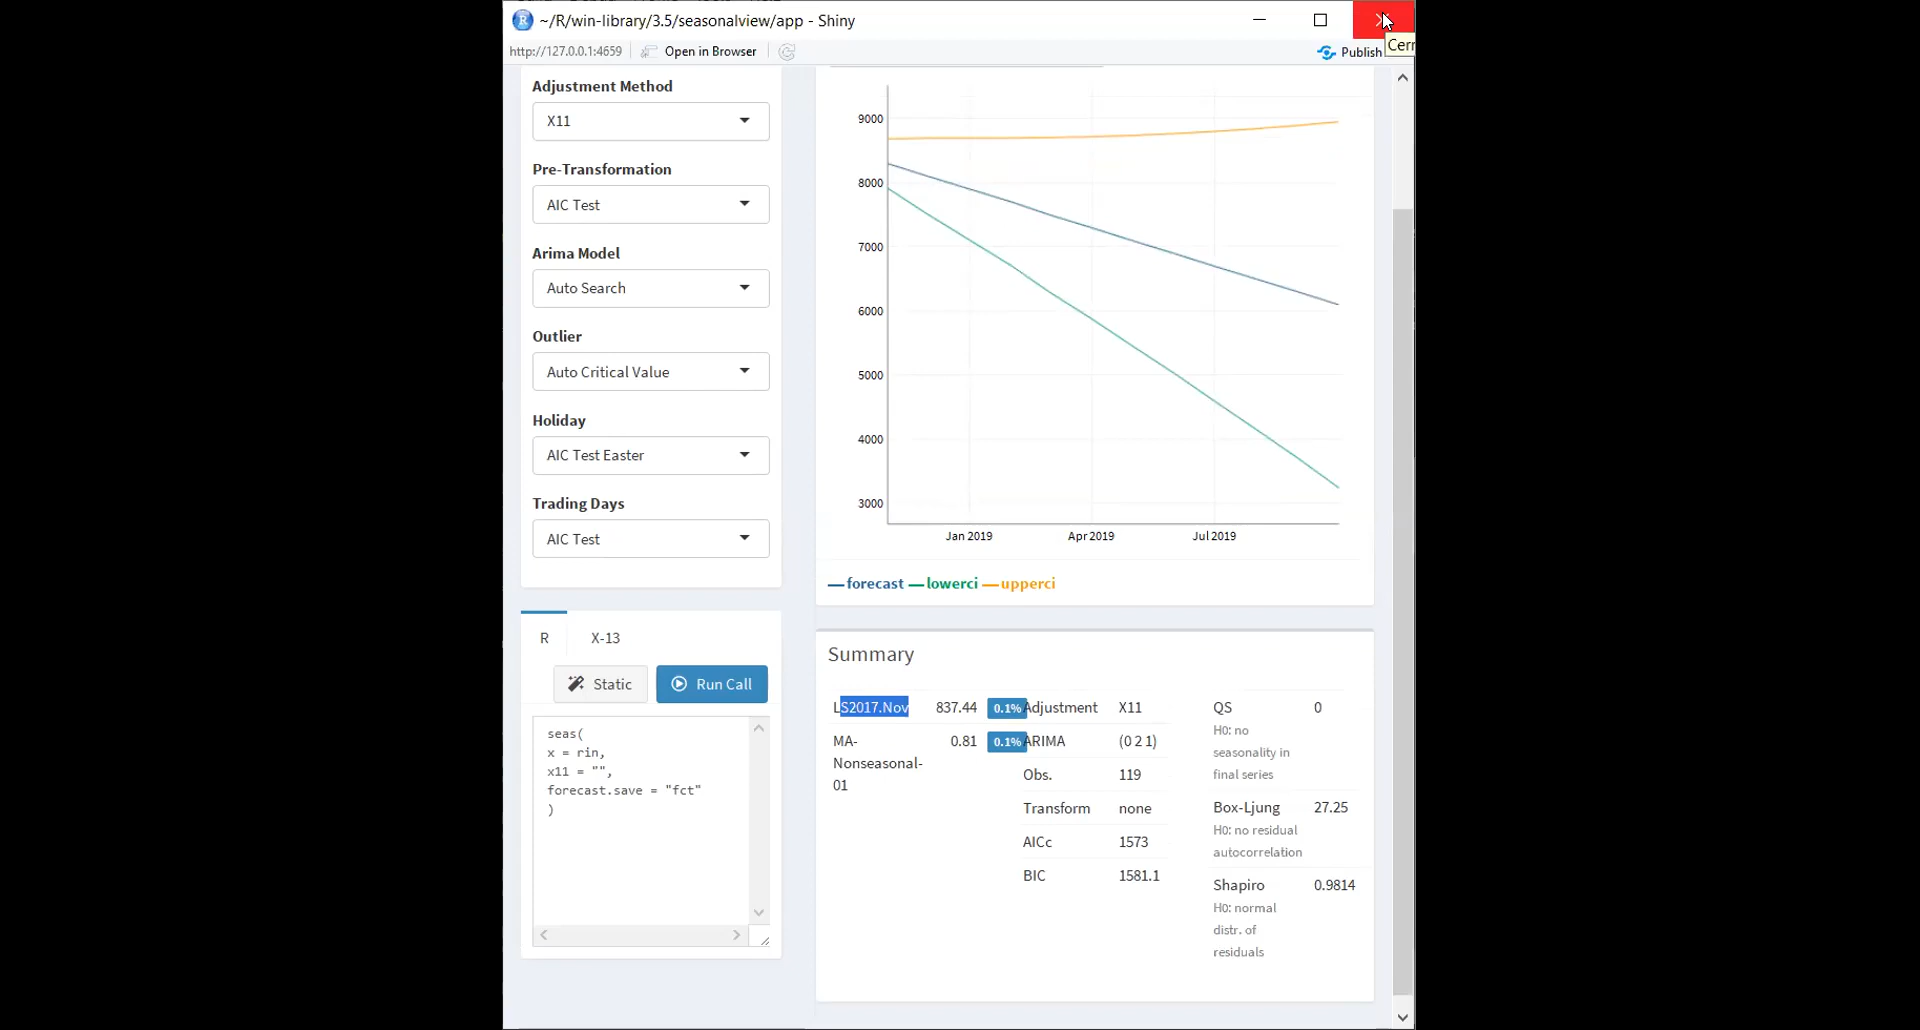 ~/R/win-library/3.5/seasonalview/app - Shiny
http://127.0.0.1:4659 Open in Browser Publish
Adjustment Method
X11
Pre-Transformation
AIC Test
Arima Model
Auto Search
Outlier
Auto Critical Value
Holiday
AIC Test Easter
Trading Days
AIC Test
R X-13
Static Run Call
seas(
x = rin,
x11 = "",
forecast.save = "fct"
)
9000
8000
7000
6000
5000
4000
3000
Jan 2019 Apr 2019 Jul 2019
forecast lowerci upperci
Summary
LS2017.Nov 837.44 0.1%
MA-
Nonseasonal-
01 0.81 0.1%
Adjustment X11
ARIMA (0 2 1)
Obs. 119
Transform none
AICc 1573
BIC 1581.1
QS 0
H0: no
seasonality in
final series
Box-Ljung 27.25
H0: no residual
autocorrelation
Shapiro 0.9814
H0: normal
distr. of
residuals